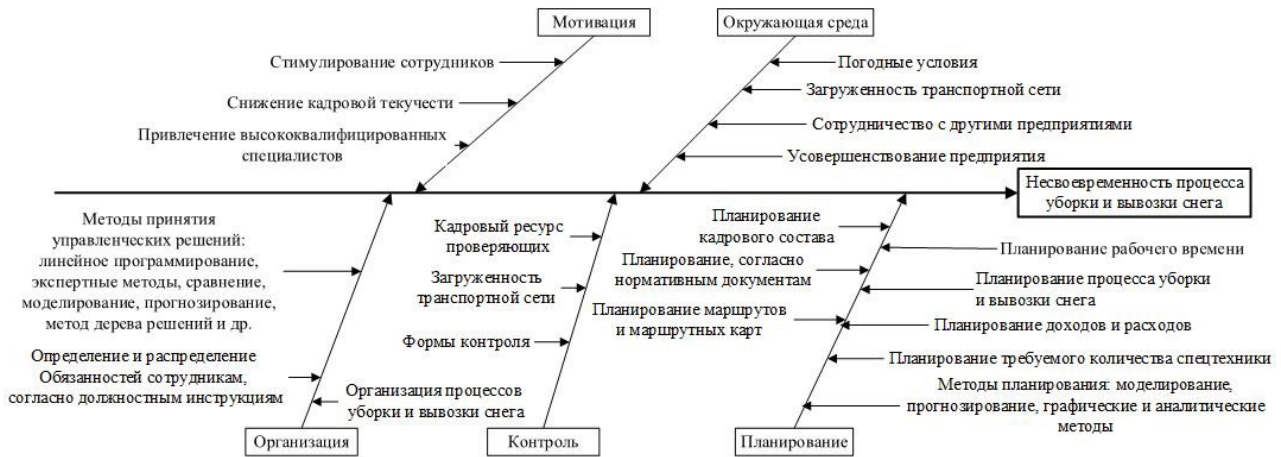 Мотивация
Окружающая среда
Стимулирование сотрудников
Снижение кадровой текучести
Привлечение высококвалифицированных
специалистов
Погодные условия
Загруженность транспортной сети
Сотрудничество с другими предприятиями
Усовершенствование предприятия
Несвоевременность процесса
уборки и вывозки снега
Методы принятия
управленческих решений:
линейное программирование,
экспертные методы, сравнение,
моделирование, прогнозирование,
метод дерева решений и др.
Определение и распределение
Обязанностей сотрудникам,
согласно должностным инструкциям
Организация процессов
уборки и вывозки снега
Организация
Кадровый ресурс
проверяющих
Загруженность
транспортной сети
Формы контроля
Контроль
Планирование
кадрового состава
Планирование, согласно
нормативным документам
Планирование маршрутов
и маршрутных карт
Планирование рабочего времени
Планирование процесса уборки
и вывозки снега
Планирование доходов и расходов
Планирование требуемого количества спецтехники
Методы планирования: моделирование,
прогнозирование, графические и аналитические
методы
Планирование